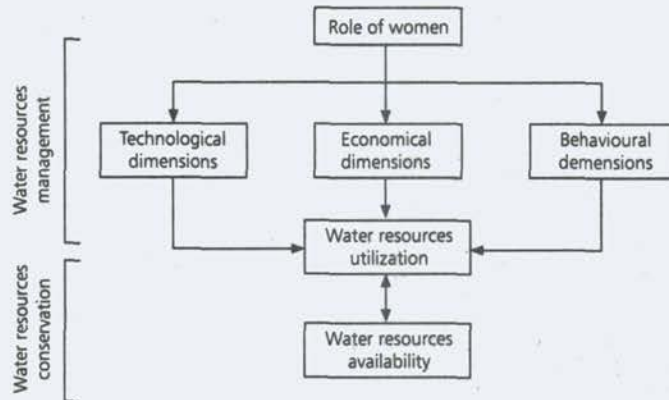 Role of women
Water resources
management
Technological
dimensions
Economical
dimensions
Behavioural
demensions
Water resources
utilization
Water resources
conservation
Water resources
availability